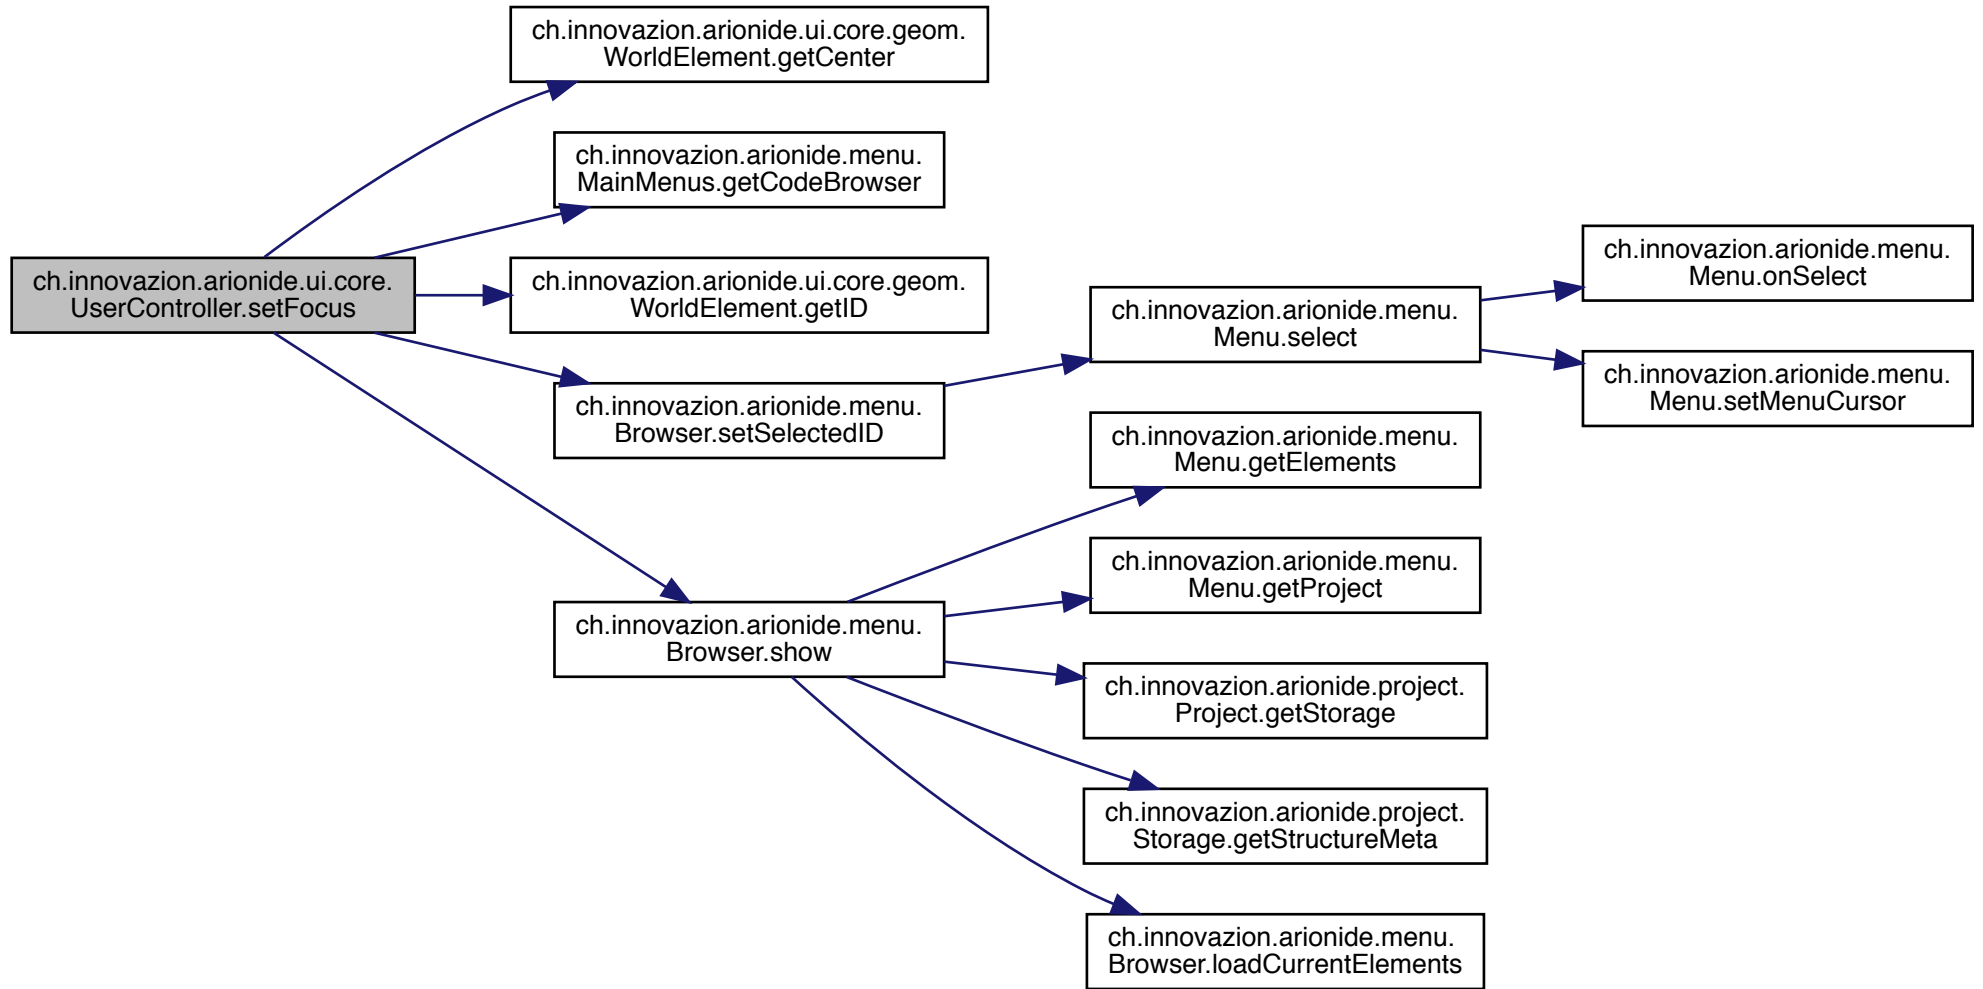 ch.innovazion.arionide.ui.core.
UserController.setFocus
ch.innovazion.arionide.ui.core.geom.
WorldElement.getCenter
ch.innovazion.arionide.menu.
MainMenus.getCodeBrowser
ch.innovazion.arionide.ui.core.geom.
WorldElement.getID
ch.innovazion.arionide.menu.
Browser.setSelectedID
ch.innovazion.arionide.menu.
Browser.show
ch.innovazion.arionide.menu.
Menu.select
ch.innovazion.arionide.menu.
Menu.getElements
ch.innovazion.arionide.menu.
Menu.getProject
ch.innovazion.arionide.project.
Project.getStorage
ch.innovazion.arionide.project.
Storage.getStructureMeta
ch.innovazion.arionide.menu.
Browser.loadCurrentElements
ch.innovazion.arionide.menu.
Menu.onSelect
ch.innovazion.arionide.menu.
Menu.setMenuCursor